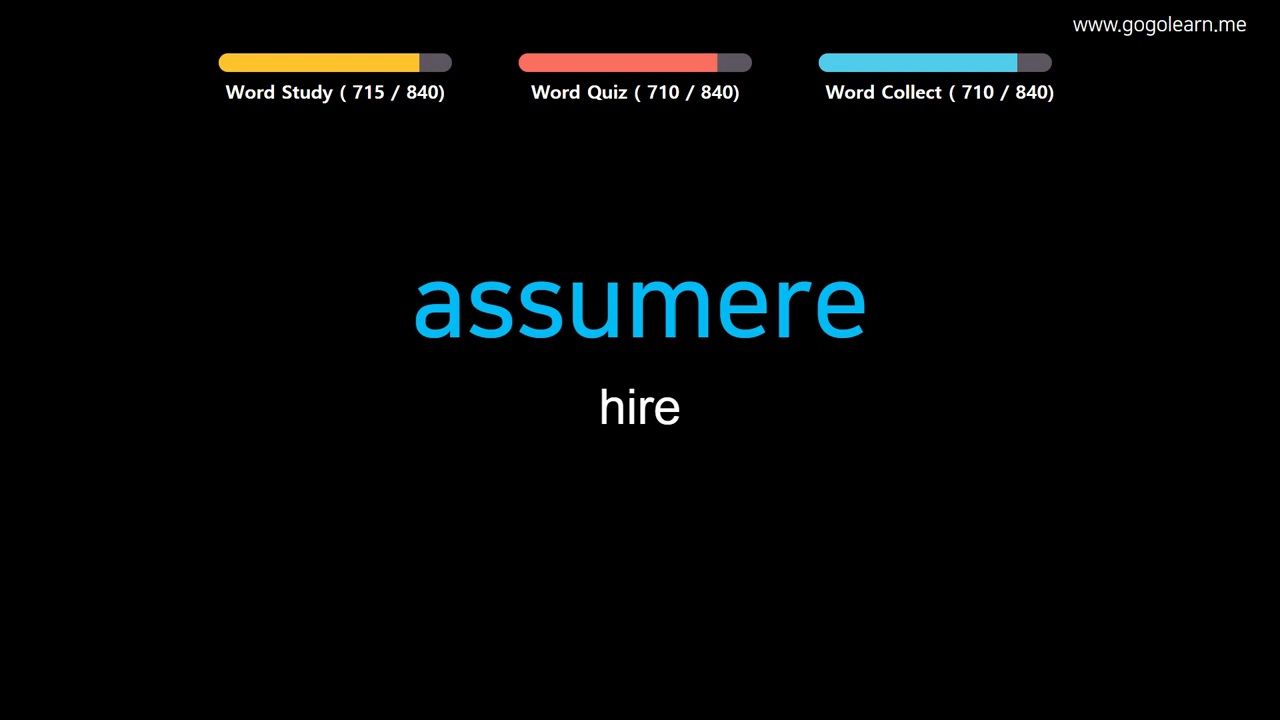 www.gogolearn.me
Word Study ( 715 / 840)
Word Quiz ( 710 / 840)
Word Collect ( 710 / 840)
assumere
hire